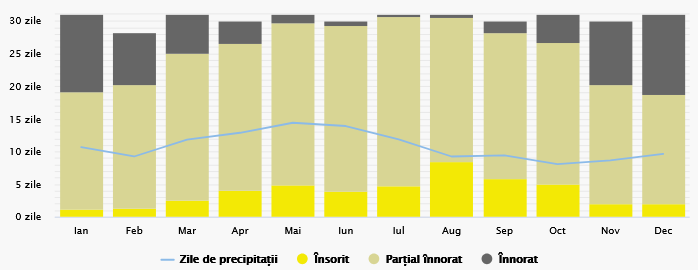 30 zile
25 zile
20 zile
15 zile
10 zile
5 zile
0 zile
Ian Feb Mar Apr Mai Iun Iul Aug Sep Oct Nov Dec
Zile de precipitații Însorit Parțial înnorat Înnorat